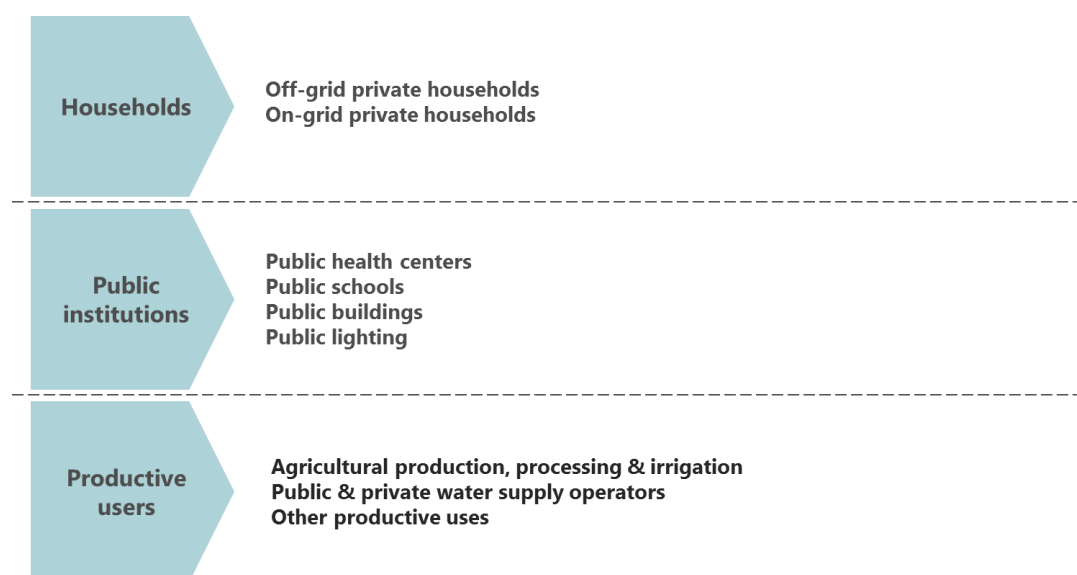 Households
Off-grid private households
On-grid private households
Public
institutions
Public health centers
Public schools
Public buildings
Public lighting
Productive
users
Agricultural production, processing & irrigation
Public & private water supply operators
Other productive uses